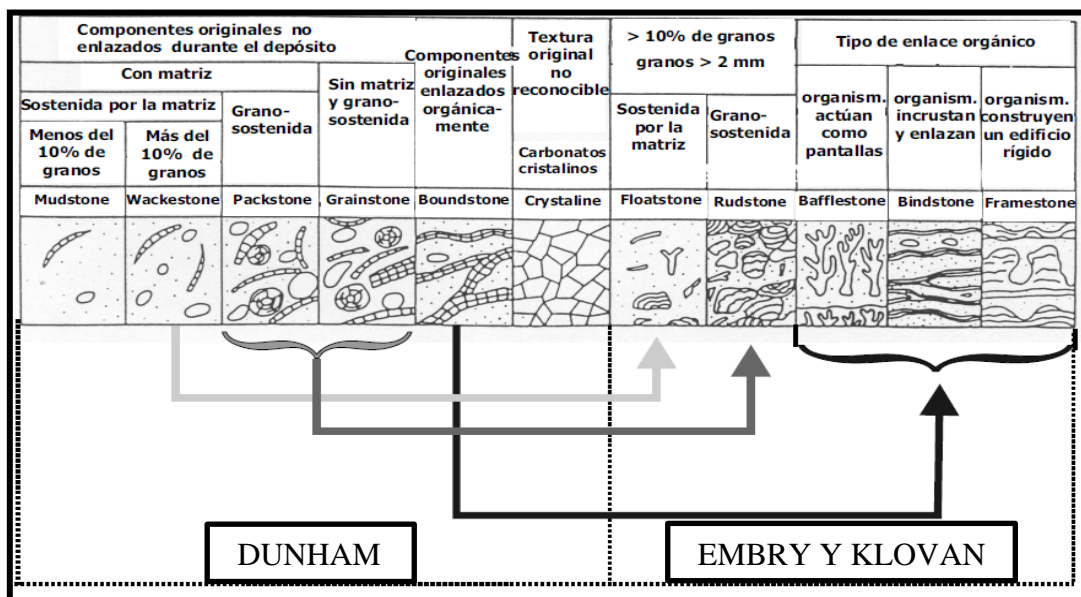 Componentes originales no
enlazados durante el depósito
Con matriz
Sostenida por la matriz
Menos del
10% de
granos
Más del
10% de
granos
Grano-
sostenida
Sin matriz
y grano-
sostenida
Componentes
originales
enlazados
orgánica-
mente
Textura
original
no
reconocible
Carbonatos
cristalinos
> 10% de granos
granos > 2 mm
Sostenida
por la
matriz
Grano-
sostenida
Tipo de enlace orgánico
organism.
actúan
como
pantallas
organism.
incrustan
y enlazan
organism.
construyen
un edificio
rígido
Mudstone
Wackestone
Packstone
Grainstone
Boundstone
Crystaline
Floatstone
Rudstone
Bafflestone
Bindstone
Framestone
DUNHAM
EMBRY Y KLOVAN